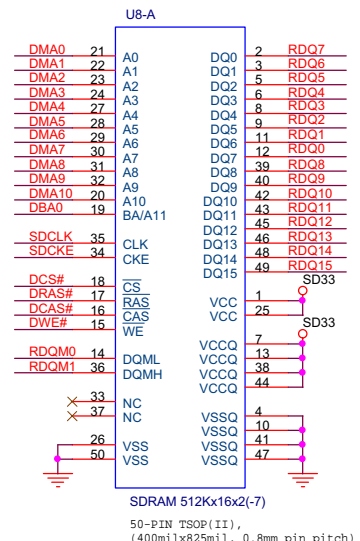 U8-A
DMA0 21 A0 DQ0 2 RDQ7
DMA1 22 A1 DQ1 3 RDQ6
DMA2 23 A2 DQ2 5 RDQ5
DMA3 24 A3 DQ3 6 RDQ4
DMA4 27 A4 DQ4 8 RDQ3
DMA5 28 A5 DQ5 9 RDQ2
DMA6 29 A6 DQ6 11 RDQ1
DMA7 30 A7 DQ7 12 RDQ0
DMA8 31 A8 DQ8 39 RDQ8
DMA9 32 A9 DQ9 40 RDQ9
DMA10 20 A10 DQ10 42 RDQ10
DBA0 19 BA/A11 DQ11 43 RDQ11
DQ12 45 RDQ12
SDCLK 35 CLK DQ13 46 RDQ13
SDCKE 34 CKE DQ14 48 RDQ14
DQ15 49 RDQ15
DCS# 18 CS
SD33
DRAS# 17 RAS VCC 1
DCAS# 16 CAS VCC 25
DWE# 15 WE
SD33
RDQM0 14 DQML VCCQ 7
RDQM1 36 DQMH VCCQ 13
VCCQ 38
VCCQ 44
33 NC
37 NC VSSQ 4
VSSQ 10
26 VSS VSSQ 41
50 VSS VSSQ 47
SDRAM 512Kx16x2(-7)
50-PIN TSOP(II),
(400milx825mil, 0.8mm pin pitch)